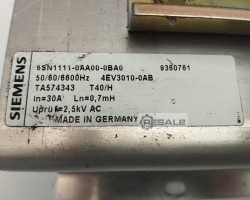 SIEMENS
6SN1111-0AA00-0BA0 9360761
50/60/6600Hz 4EV3010-0AB
TA574343 T40/H
In=30A Ln=0,7mH
Uprüf=2,5kV AC
MADE IN GERMANY
RESALE